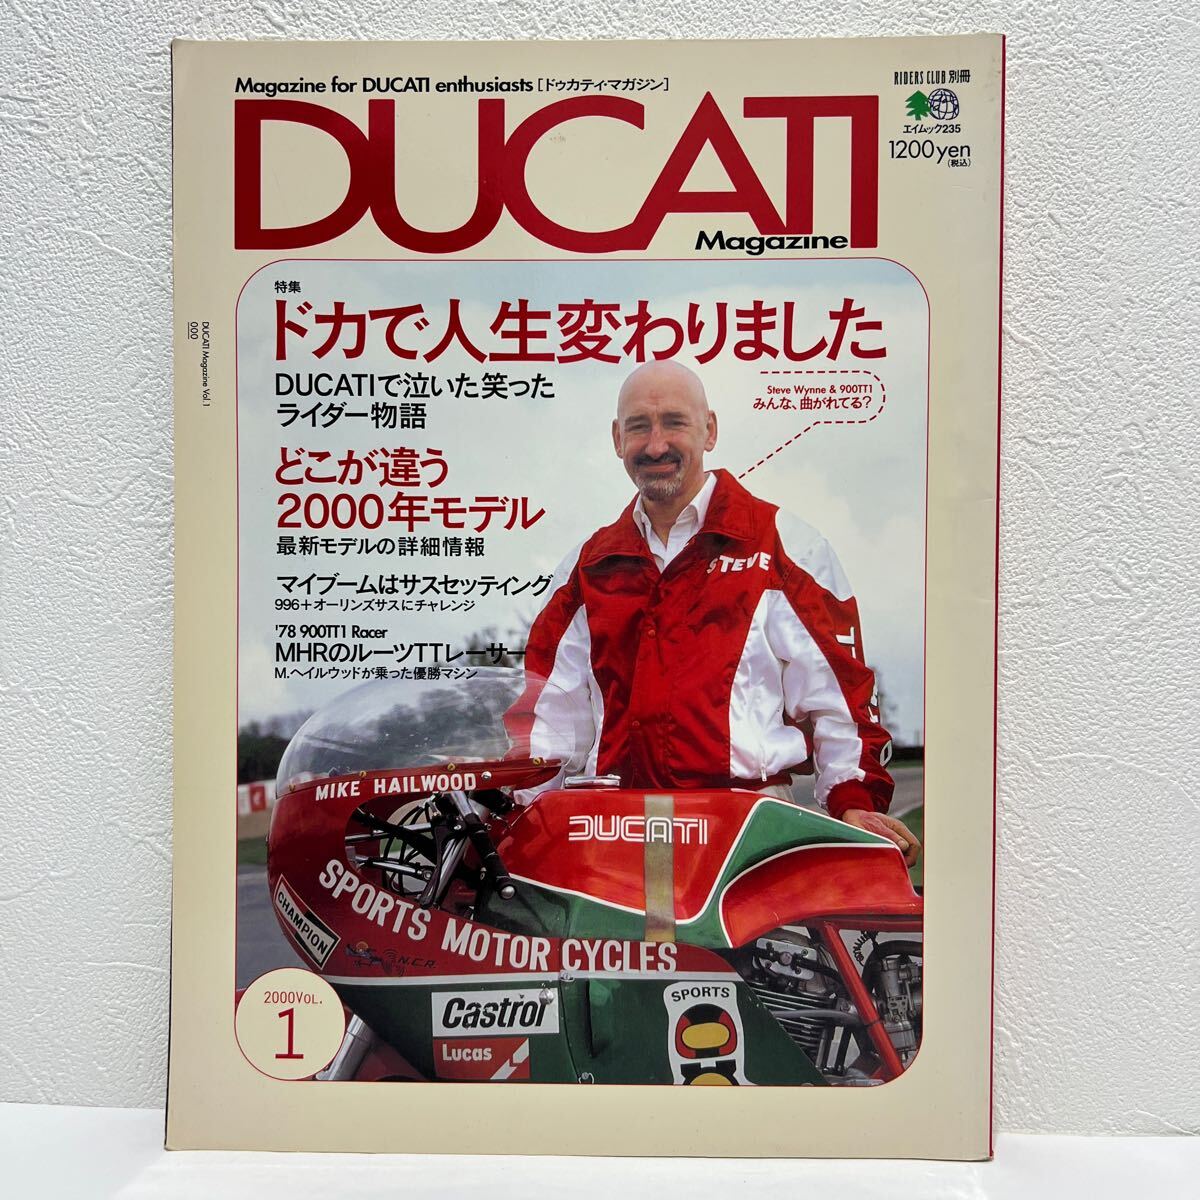 Magazine for DUCATI enthusiasts [ドゥカティ・マガジン]
RIDERS CLUB 別冊
エイムック235
1200yen
(税込)
DUCATI
Magazine
特集
ドカで人生変わりました
DUCATIで泣いた笑った
ライダー物語
Steve Wynne & 900TT1
みんな、曲がれてる?
どこが違う
2000年モデル
最新モデルの詳細情報
マイブームはサスセッティング
996+オーリンズサスにチャレンジ
'78 900TT1 Racer
MHRのルーツTTレーサー
M.ヘイルウッドが乗った優勝マシン
DUCATI Magazine Vol.1
000
STEVE
MIKE HAILWOOD
DUCATI
SPORTS MOTOR CYCLES
CHAMPION
N.C.R.
Castrol
Lucas
SPORTS
2000VOL.
1